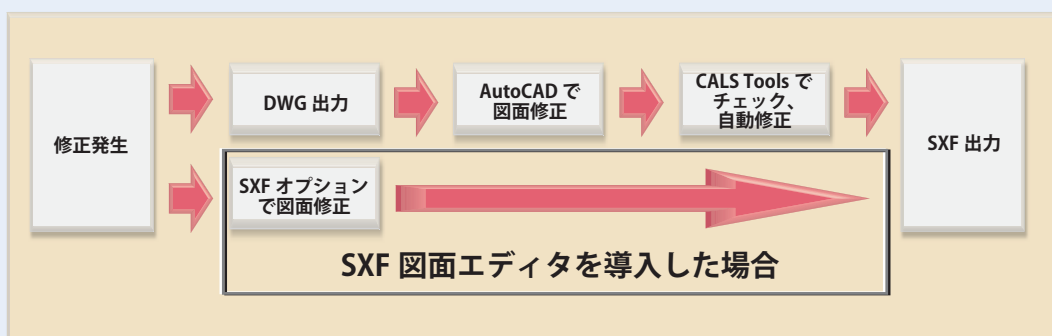 修正発生
DWG 出力
AutoCAD で
図面修正
CALS Tools で
チェック、
自動修正
SXF 出力
SXF オプション
で図面修正
SXF 図面エディタを導入した場合